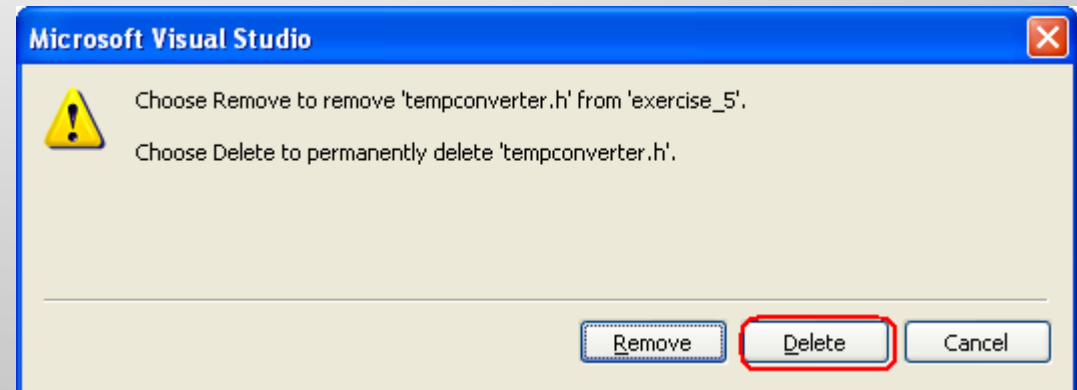 Microsoft Visual Studio
Choose Remove to remove 'tempconverter.h' from 'exercise_5'.
Choose Delete to permanently delete 'tempconverter.h'.
Remove Delete Cancel